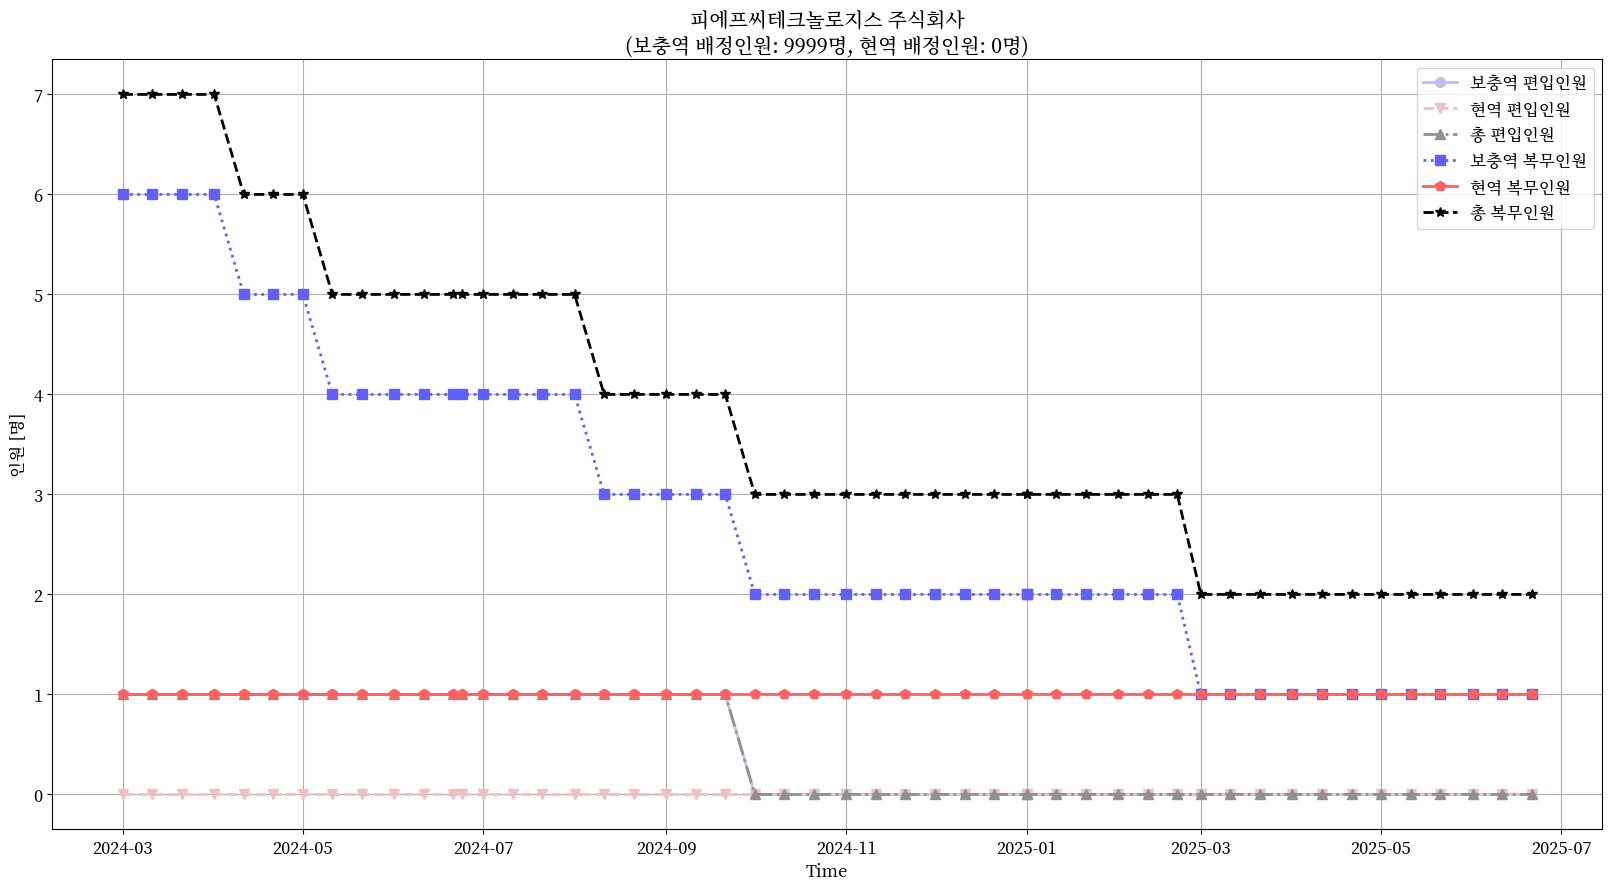 피에프씨테크놀로지스 주식회사
(보충역 배정인원: 9999명, 현역 배정인원: 0명)
보충역 편입인원
현역 편입인원
총 편입인원
보충역 복무인원
현역 복무인원
총 복무인원
인원 [명]
7
6
5
4
3
2
1
0
2024-03 2024-05 2024-07 2024-09 2024-11 2025-01 2025-03 2025-05 2025-07
Time